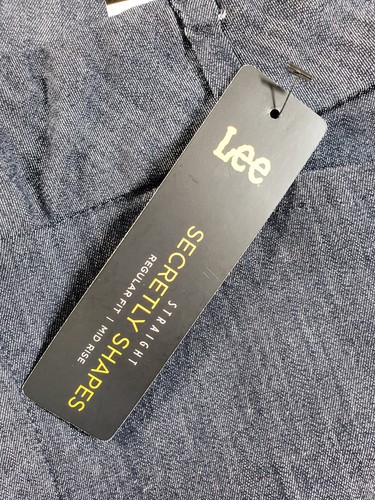 Lee
SECRETLY SHAPES
REGULAR FIT | MID RISE
STRAIGHT